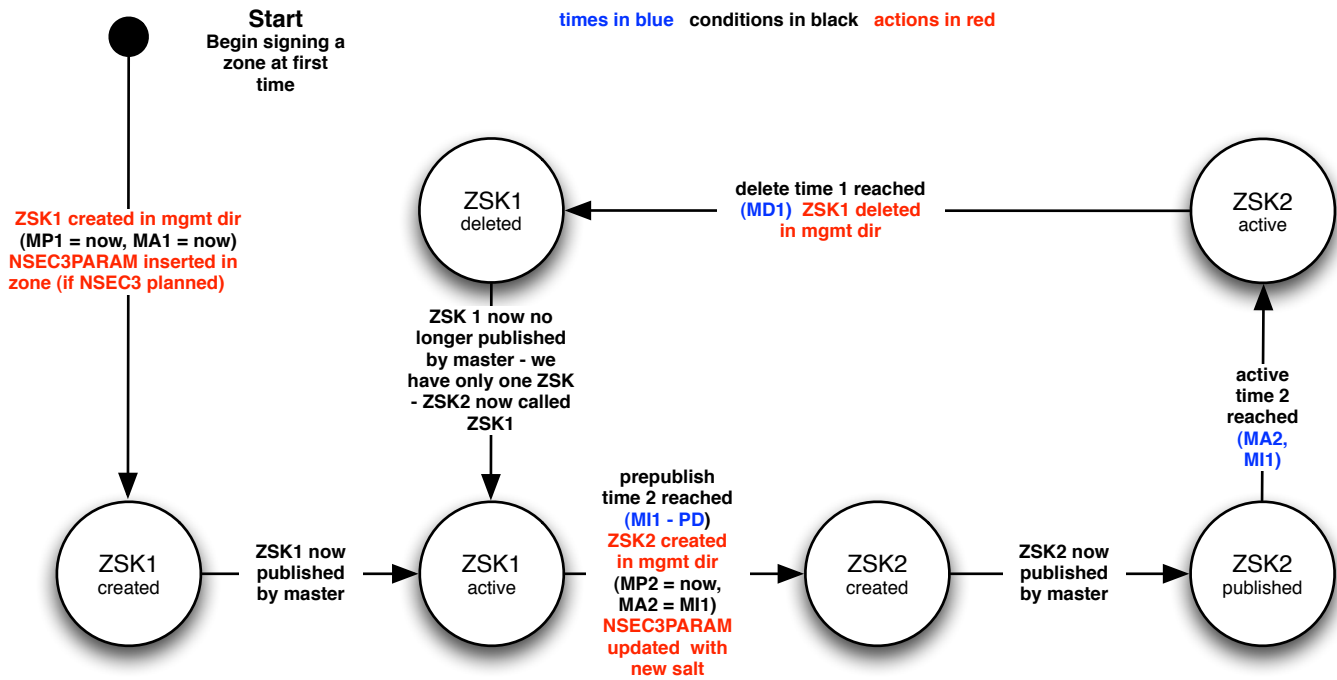 Start
Begin signing a
zone at first
time
times in blue conditions in black actions in red
ZSK1 created in mgmt dir
(MP1 = now, MA1 = now)
NSEC3PARAM inserted in
zone (if NSEC3 planned)
ZSK1
deleted
delete time 1 reached
(MD1) ZSK1 deleted
in mgmt dir
ZSK2
active
ZSK 1 now no
longer published
by master - we
have only one ZSK
- ZSK2 now called
ZSK1
active
time 2
reached
(MA2,
MI1)
ZSK1
created
ZSK1 now
published
by master
ZSK1
active
prepublish
time 2 reached
(MI1 - PD)
ZSK2 created
in mgmt dir
(MP2 = now,
MA2 = MI1)
NSEC3PARAM
updated with
new salt
ZSK2
created
ZSK2 now
published
by master
ZSK2
published